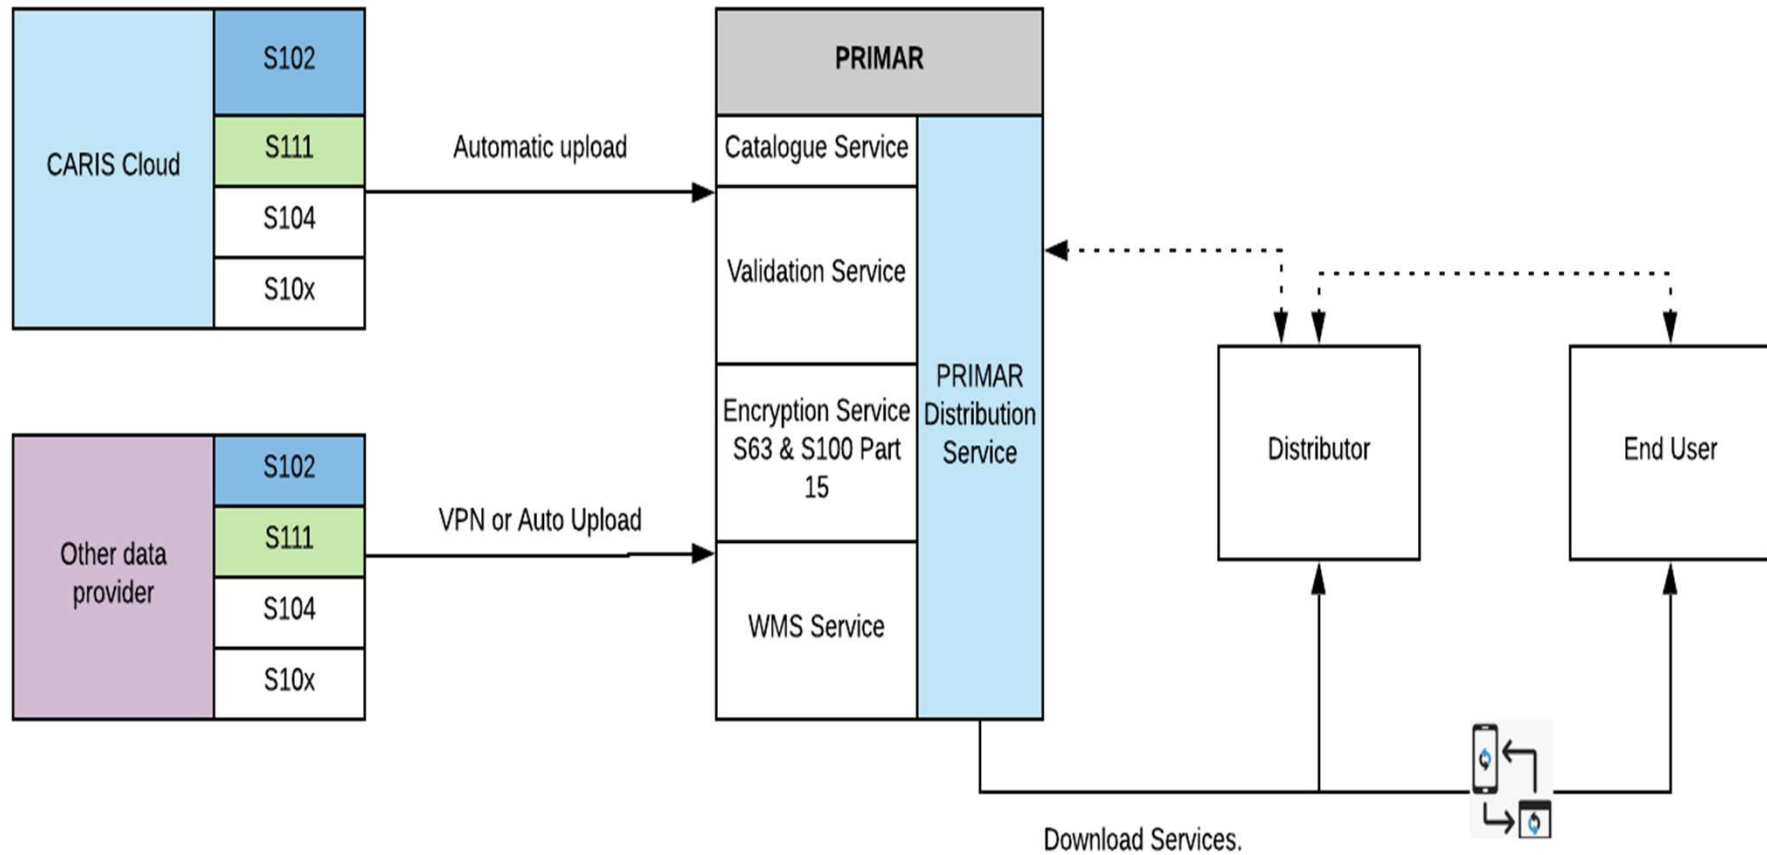 CARIS Cloud
S102
S111
S104
S10x
Automatic upload
Other data
provider
S102
S111
S104
S10x
VPN or Auto Upload
PRIMAR
Catalogue Service
Validation Service
Encryption Service
S63 & S100 Part
15
WMS Service
PRIMAR
Distribution
Service
Distributor
End User
Download Services.